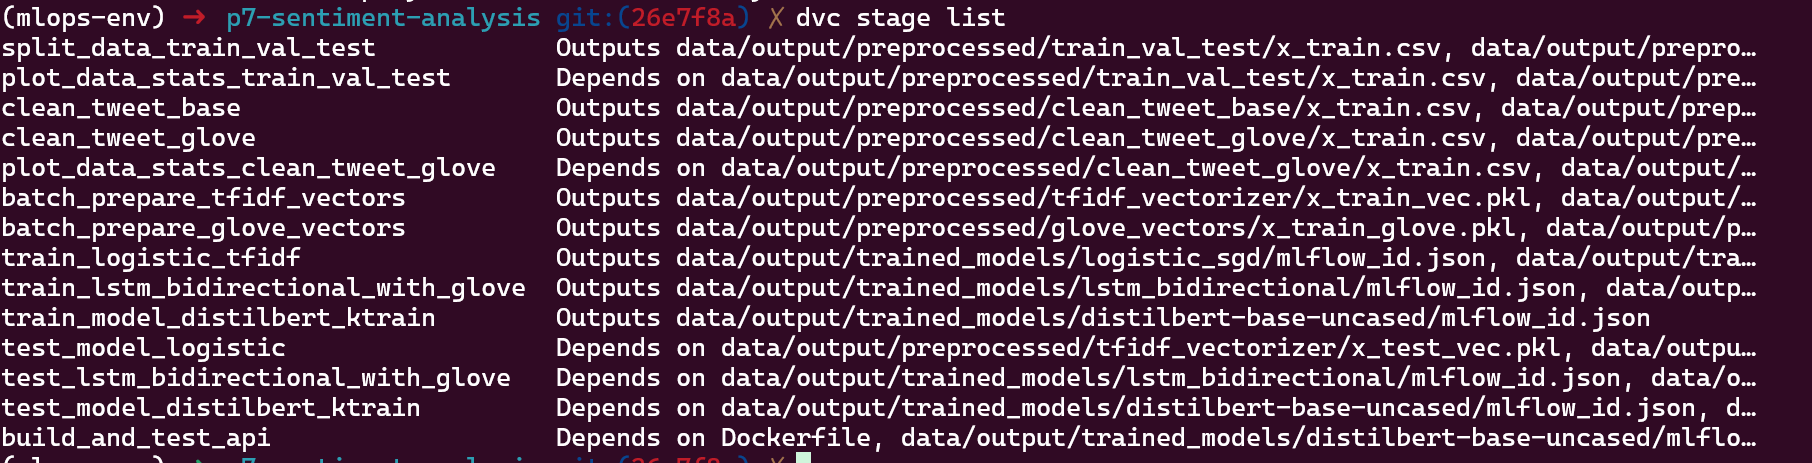 (mlops-env) ➜ p7-sentiment-analysis git:(26e7f8a) ✗ dvc stage list
split_data_train_val_test Outputs data/output/preprocessed/train_val_test/x_train.csv, data/output/prepro…
plot_data_stats_train_val_test Depends on data/output/preprocessed/train_val_test/x_train.csv, data/output/pre…
clean_tweet_base Outputs data/output/preprocessed/clean_tweet_base/x_train.csv, data/output/prep…
clean_tweet_glove Outputs data/output/preprocessed/clean_tweet_glove/x_train.csv, data/output/pre…
plot_data_stats_clean_tweet_glove Depends on data/output/preprocessed/clean_tweet_glove/x_train.csv, data/output/…
batch_prepare_tfidf_vectors Outputs data/output/preprocessed/tfidf_vectorizer/x_train_vec.pkl, data/output/…
batch_prepare_glove_vectors Outputs data/output/preprocessed/glove_vectors/x_train_glove.pkl, data/output/p…
train_logistic_tfidf Outputs data/output/trained_models/logistic_sgd/mlflow_id.json, data/output/tra…
train_lstm_bidirectional_with_glove Outputs data/output/trained_models/lstm_bidirectional/mlflow_id.json, data/outp…
train_model_distilbert_ktrain Outputs data/output/trained_models/distilbert-base-uncased/mlflow_id.json
test_model_logistic Depends on data/output/preprocessed/tfidf_vectorizer/x_test_vec.pkl, data/outpu…
test_lstm_bidirectional_with_glove Depends on data/output/trained_models/lstm_bidirectional/mlflow_id.json, data/o…
test_model_distilbert_ktrain Depends on data/output/trained_models/distilbert-base-uncased/mlflow_id.json, d…
build_and_test_api Depends on Dockerfile, data/output/trained_models/distilbert-base-uncased/mlflo…
(mlops-env) ➜ p7-sentiment-analysis git:(26e7f8a) ✗